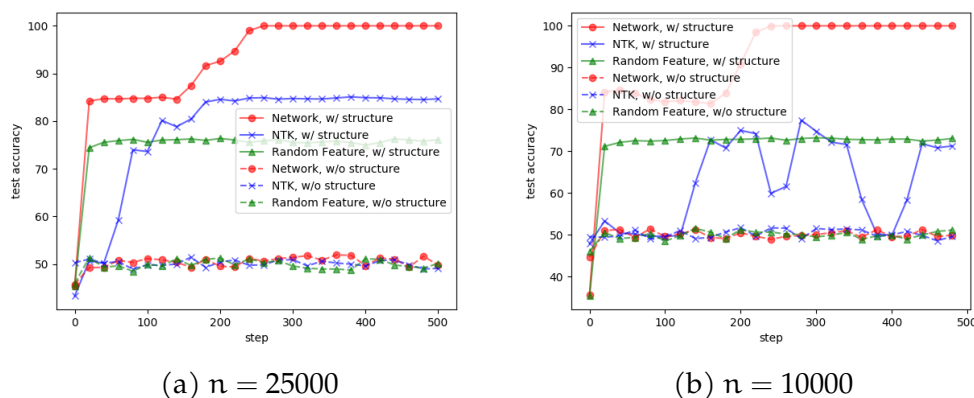 100
90
80
70
60
50
test accuracy
0
100
200
300
400
500
step
Network, w/ structure
NTK, w/ structure
Random Feature, w/ structure
Network, w/o structure
NTK, w/o structure
Random Feature, w/o structure
(a) n = 25000
100
90
80
70
60
50
40
test accuracy
0
100
200
300
400
500
step
Network, w/ structure
NTK, w/ structure
Random Feature, w/ structure
Network, w/o structure
NTK, w/o structure
Random Feature, w/o structure
(b) n = 10000